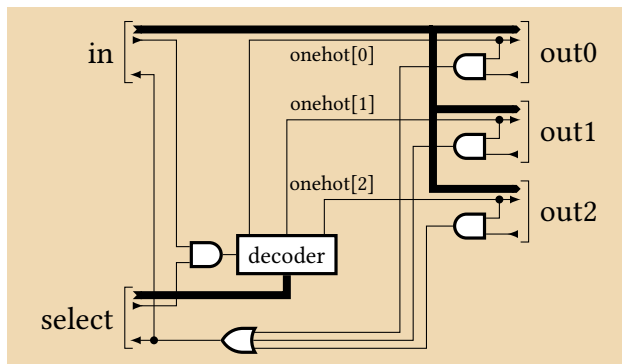 in
onehot[0]
out0
onehot[1]
out1
onehot[2]
out2
decoder
select